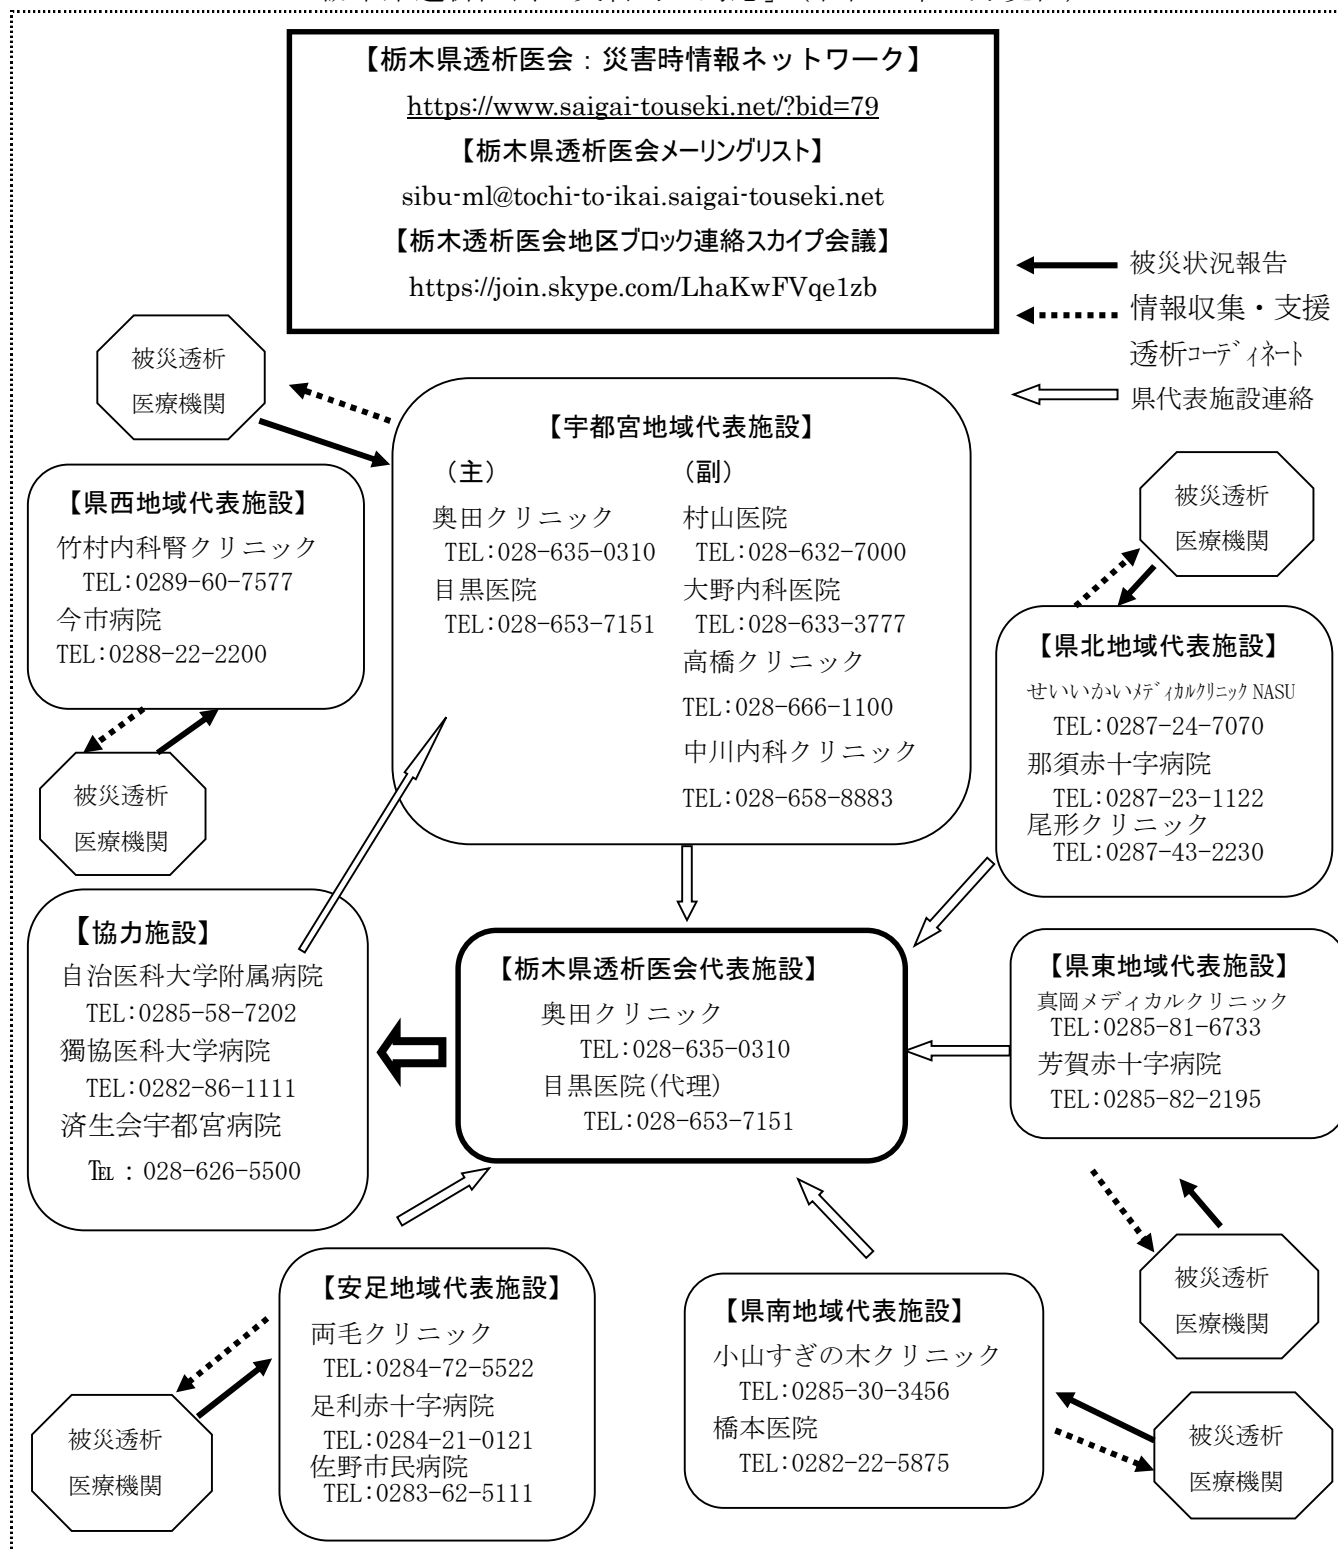 【栃木県透析医会：災害時情報ネットワーク】
https://www.saigai-touseki.net/?bid=79
【栃木県透析医会メーリングリスト】
sibu-ml@tochi-to-ikai.saigai-touseki.net
【栃木透析医会地区ブロック連絡スカイプ会議】
https://join.skype.com/LhaKwFVqe1zb
被災状況報告
情報収集・支援
透析ｺｰﾃﾞｨﾈｰﾄ
県代表施設連絡
被災透析
医療機関
【宇都宮地域代表施設】
（主）
奥田クリニック
TEL:028-635-0310
目黒医院
TEL:028-653-7151
（副）
村山医院
TEL:028-632-7000
大野内科医院
TEL:028-633-3777
高橋クリニック
TEL:028-666-1100
中川内科クリニック
TEL:028-658-8883
【県西地域代表施設】
竹村内科腎クリニック
TEL:0289-60-7577
今市病院
TEL:0288-22-2200
被災透析
医療機関
被災透析
医療機関
【県北地域代表施設】
せいいかいﾒﾃﾞｨｶﾙｸﾘﾆｯｸ NASU
TEL:0287-24-7070
那須赤十字病院
TEL:0287-23-1122
尾形クリニック
TEL:0287-43-2230
【協力施設】
自治医科大学附属病院
TEL:0285-58-7202
獨協医科大学病院
TEL:0282-86-1111
済生会宇都宮病院
℡：028-626-5500
【栃木県透析医会代表施設】
奥田クリニック
TEL:028-635-0310
目黒医院(代理)
TEL:028-653-7151
【県東地域代表施設】
真岡メディカルクリニック
TEL:0285-81-6733
芳賀赤十字病院
TEL:0285-82-2195
被災透析
医療機関
【安足地域代表施設】
両毛クリニック
TEL:0284-72-5522
足利赤十字病院
TEL:0284-21-0121
佐野市民病院
TEL:0283-62-5111
被災透析
医療機関
【県南地域代表施設】
小山すぎの木クリニック
TEL:0285-30-3456
橋本医院
TEL:0282-22-5875
被災透析
医療機関